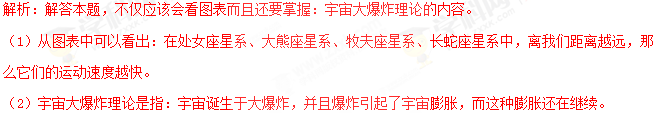 解析：解答本题，不仅应该会看图表而且还要掌握：宇宙大爆炸理论的内容。
（1）从图表中可以看出：在处女座星系、大熊座星系、牧夫座星系、长蛇座星系中，离我们距离越远，那
么它们的运动速度越快。
（2）宇宙大爆炸理论是指：宇宙诞生于大爆炸，并且爆炸引起了宇宙膨胀，而这种膨胀还在继续。